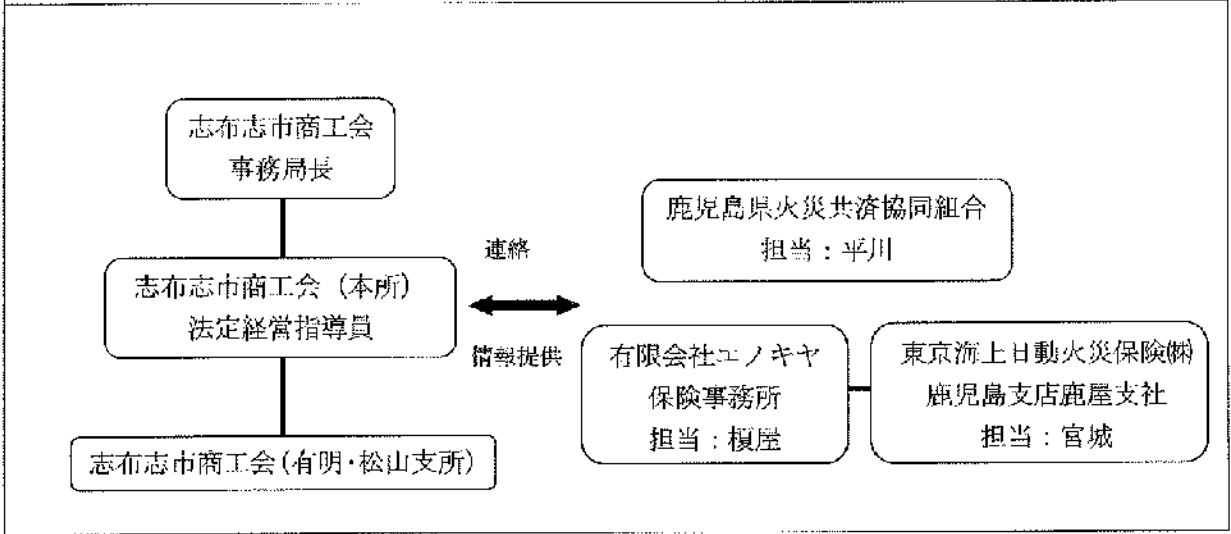 志布志市商工会
事務局長
志布志市商工会（本所）
法定経営指導員
志布志市商工会(有明・松山支所)
連絡
情報提供
鹿児島県火災共済協同組合
担当：平川
有限会社エノキヤ
保険事務所
担当：榎屋
東京海上日動火災保険㈱
鹿児島支店鹿屋支社
担当：宮城